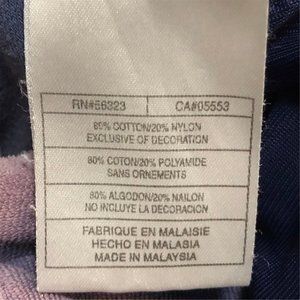 RN#56323 CA#05553
80% COTTON/20% NYLON
EXCLUSIVE OF DECORATION
80% COTON/20% POLYAMIDE
SANS ORNEMENTS
80% ALGODON/20% NAILON
NO INCLUYE LA DECORACION
FABRIQUE EN MALAISIE
HECHO EN MALASIA
MADE IN MALAYSIA